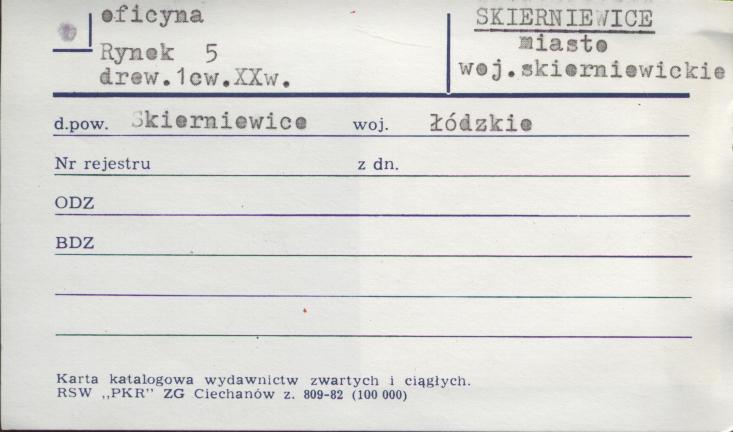 oficyna
Rynek 5
drew.1cw.XXw.
SKIERNIEWICE
miasto
woj.skierniewickie
d.pow. Skierniewice woj. łódzkie
Nr rejestru z dn.
ODZ
BDZ
Karta katalogowa wydawnictw zwartych i ciągłych.
RSW „PKR" ZG Ciechanów z. 809-82 (100 000)